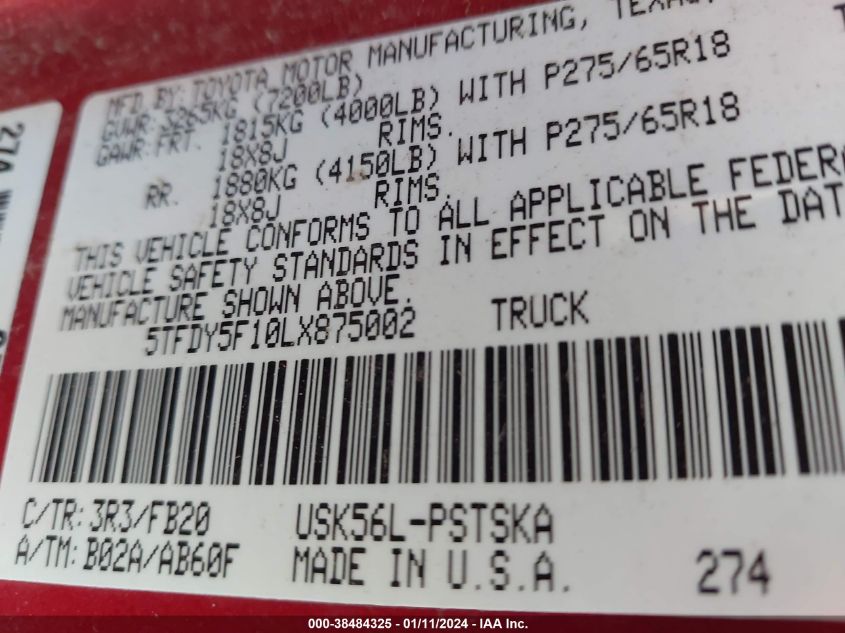 MFD.BY: TOYOTA MOTOR MANUFACTURING,
GVWR: 3265KG (7200LB)
GAWR: FRT. 1815KG (4000LB) WITH P275/65R18
18X8J RIMS.
RR. 1880KG (4150LB) WITH P275/65R18
18X8J RIMS.
THIS VEHICLE CONFORMS TO ALL APPLICABLE
VEHICLE SAFETY STANDARDS IN EFFECT ON THE
MANUFACTURE SHOWN ABOVE.
5TFDY5F10LX875002 TRUCK
C/TR: 3R3/FB20 USK56L-PSTSKA
A/TM: B02A/AB60F MADE IN U.S.A. 274
000-38484325 - 01/11/2024 - IAA Inc.